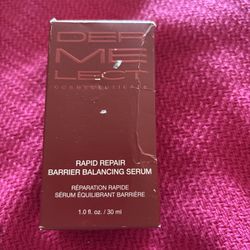 DER
ME
LECT
COSMECEUTICALS
RAPID REPAIR
BARRIER BALANCING SERUM
RÉPARATION RAPIDE
SÉRUM ÉQUILIBRANT BARRIÈRE
1.0 fl. oz. / 30 ml